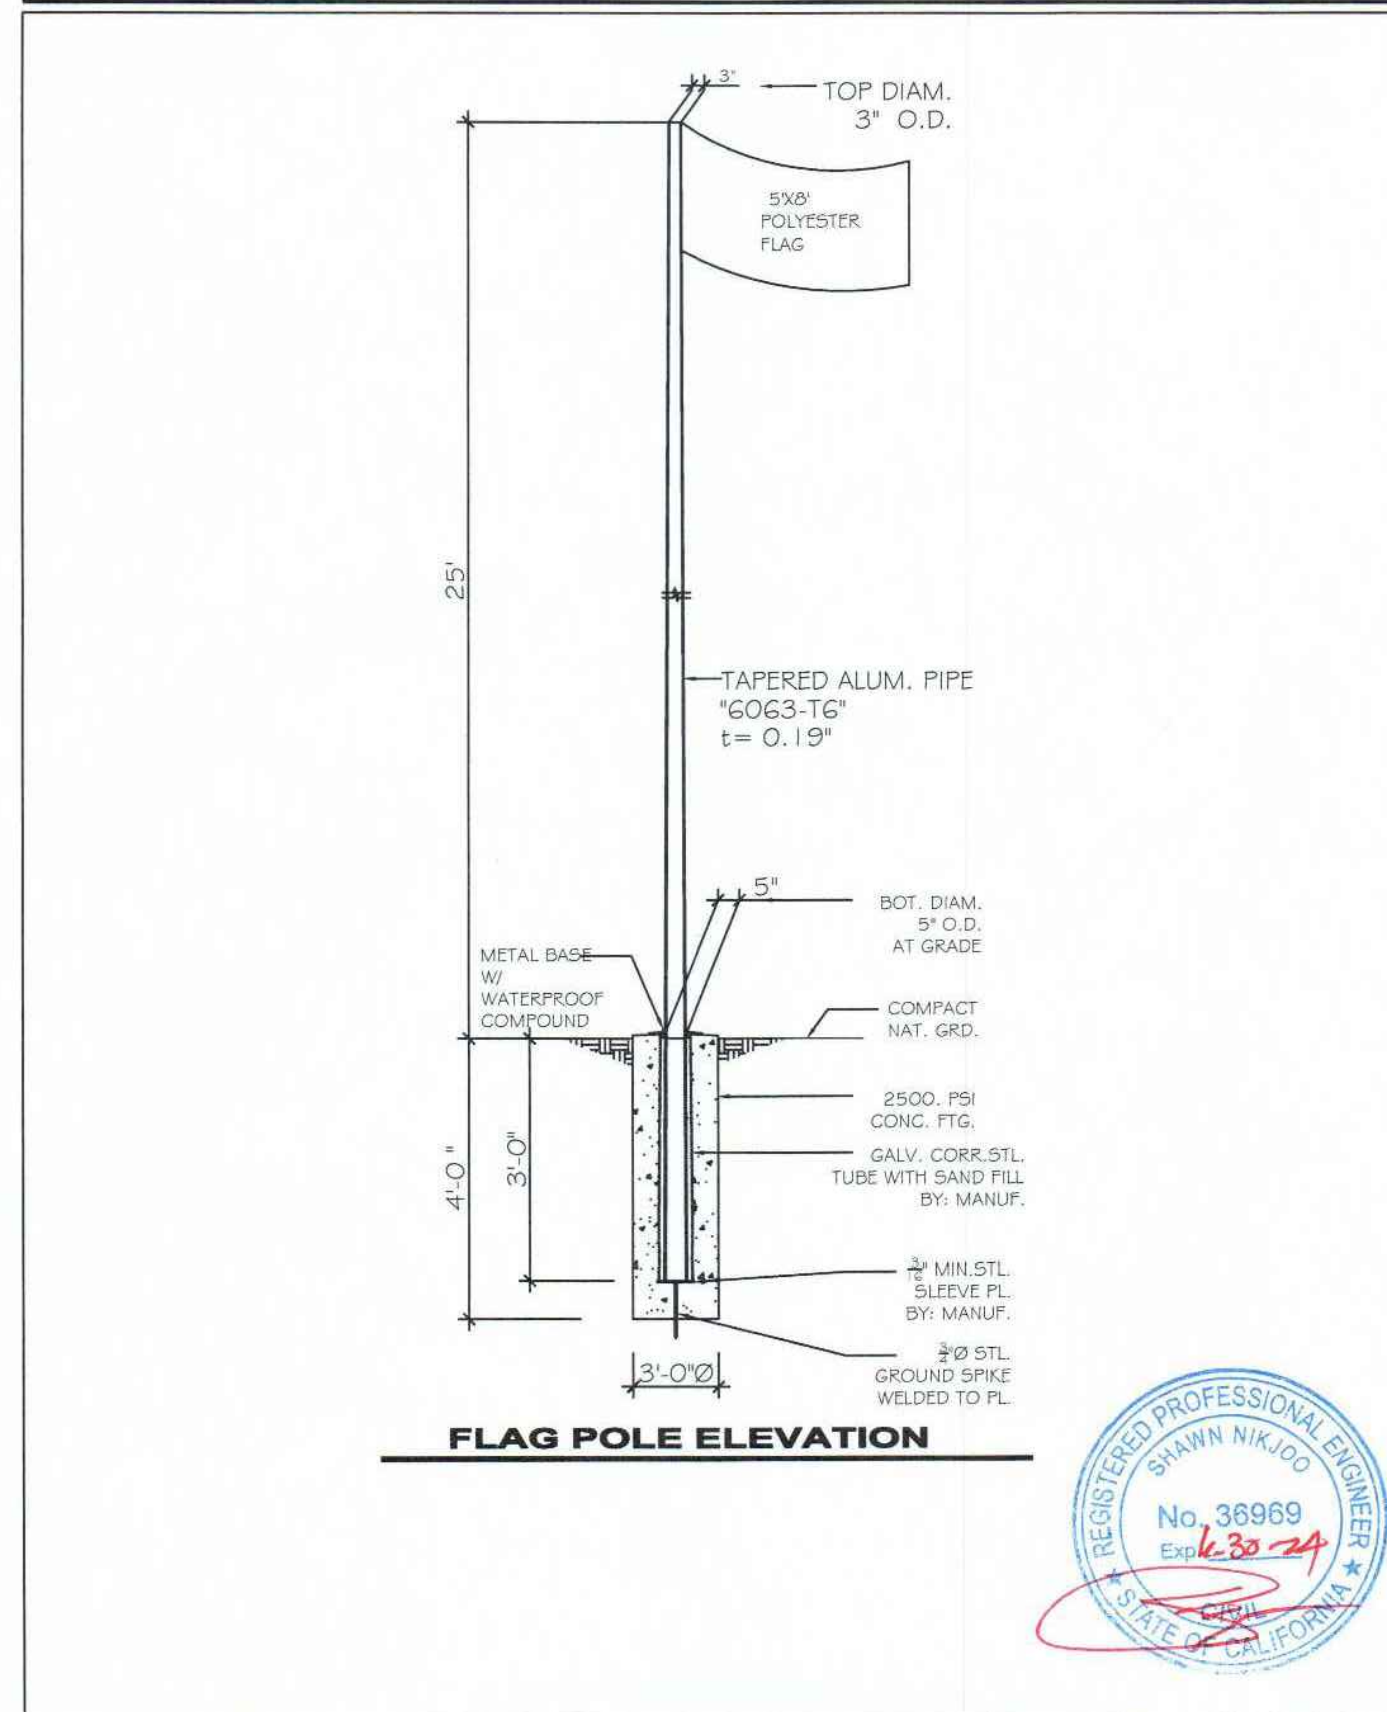 3"
TOP DIAM.
3" O.D.
5'X8'
POLYESTER
FLAG
25'
TAPERED ALUM. PIPE
"6063-T6"
t= 0.19"
5"
BOT. DIAM.
5" O.D.
AT GRADE
METAL BASE
W/
WATERPROOF
COMPOUND
COMPACT
NAT. GRD.
2500. PSI
CONC. FTG.
GALV. CORR.STL.
TUBE WITH SAND FILL
BY: MANUF.
4'-0"
3'-0"
3/16" MIN.STL.
SLEEVE PL.
BY: MANUF.
3/4"Ø STL.
GROUND SPIKE
WELDED TO PL.
3'-0"Ø
FLAG POLE ELEVATION
REGISTERED PROFESSIONAL ENGINEER
SHAWN NIKJOO
No. 36969
Exp 6-30-24
CIVIL
STATE OF CALIFORNIA